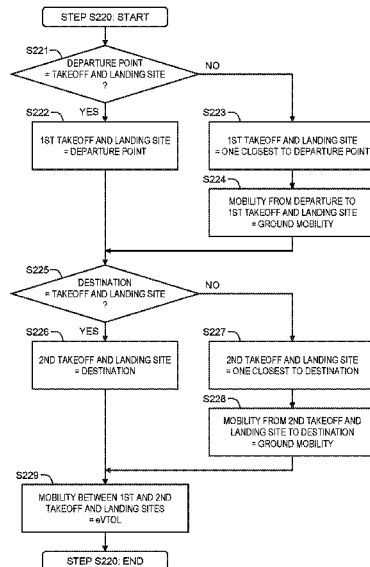 STEP S220: START
S221
DEPARTURE POINT
= TAKEOFF AND LANDING SITE
?
NO
YES
S222
1ST TAKEOFF AND LANDING SITE
= DEPARTURE POINT
S223
1ST TAKEOFF AND LANDING SITE
= ONE CLOSEST TO DEPARTURE POINT
S224
MOBILITY FROM DEPARTURE TO
1ST TAKEOFF AND LANDING SITE
= GROUND MOBILITY
S225
DESTINATION
= TAKEOFF AND LANDING SITE
?
NO
YES
S226
2ND TAKEOFF AND LANDING SITE
= DESTINATION
S227
2ND TAKEOFF AND LANDING SITE
= ONE CLOSEST TO DESTINATION
S228
MOBILITY FROM 2ND TAKEOFF AND
LANDING SITE TO DESTINATION
= GROUND MOBILITY
S229
MOBILITY BETWEEN 1ST AND 2ND
TAKEOFF AND LANDING SITES
= eVTOL
STEP S220: END